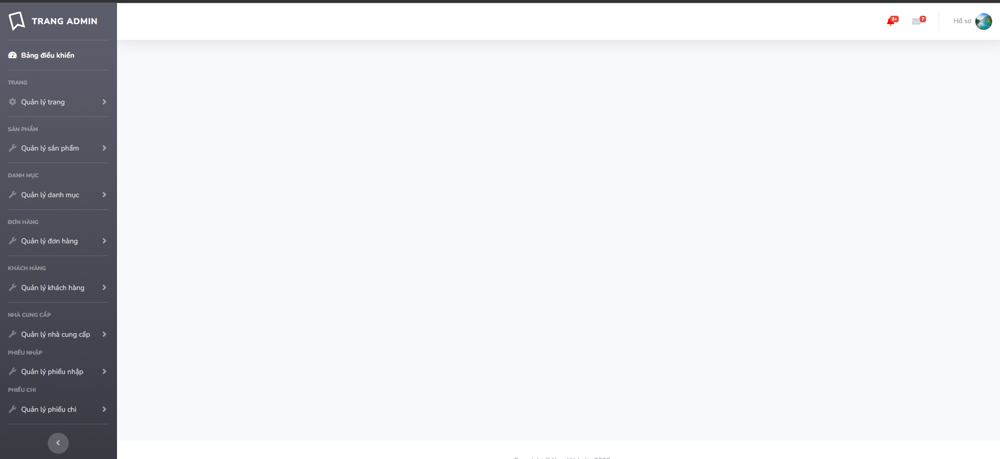 TRANG ADMIN
3+
7
Hồ sơ
Bảng điều khiển
TRANG
Quản lý trang
SẢN PHẨM
Quản lý sản phẩm
DANH MỤC
Quản lý danh mục
ĐƠN HÀNG
Quản lý đơn hàng
KHÁCH HÀNG
Quản lý khách hàng
NHÀ CUNG CẤP
Quản lý nhà cung cấp
PHIẾU NHẬP
Quản lý phiếu nhập
PHIẾU CHI
Quản lý phiếu chi